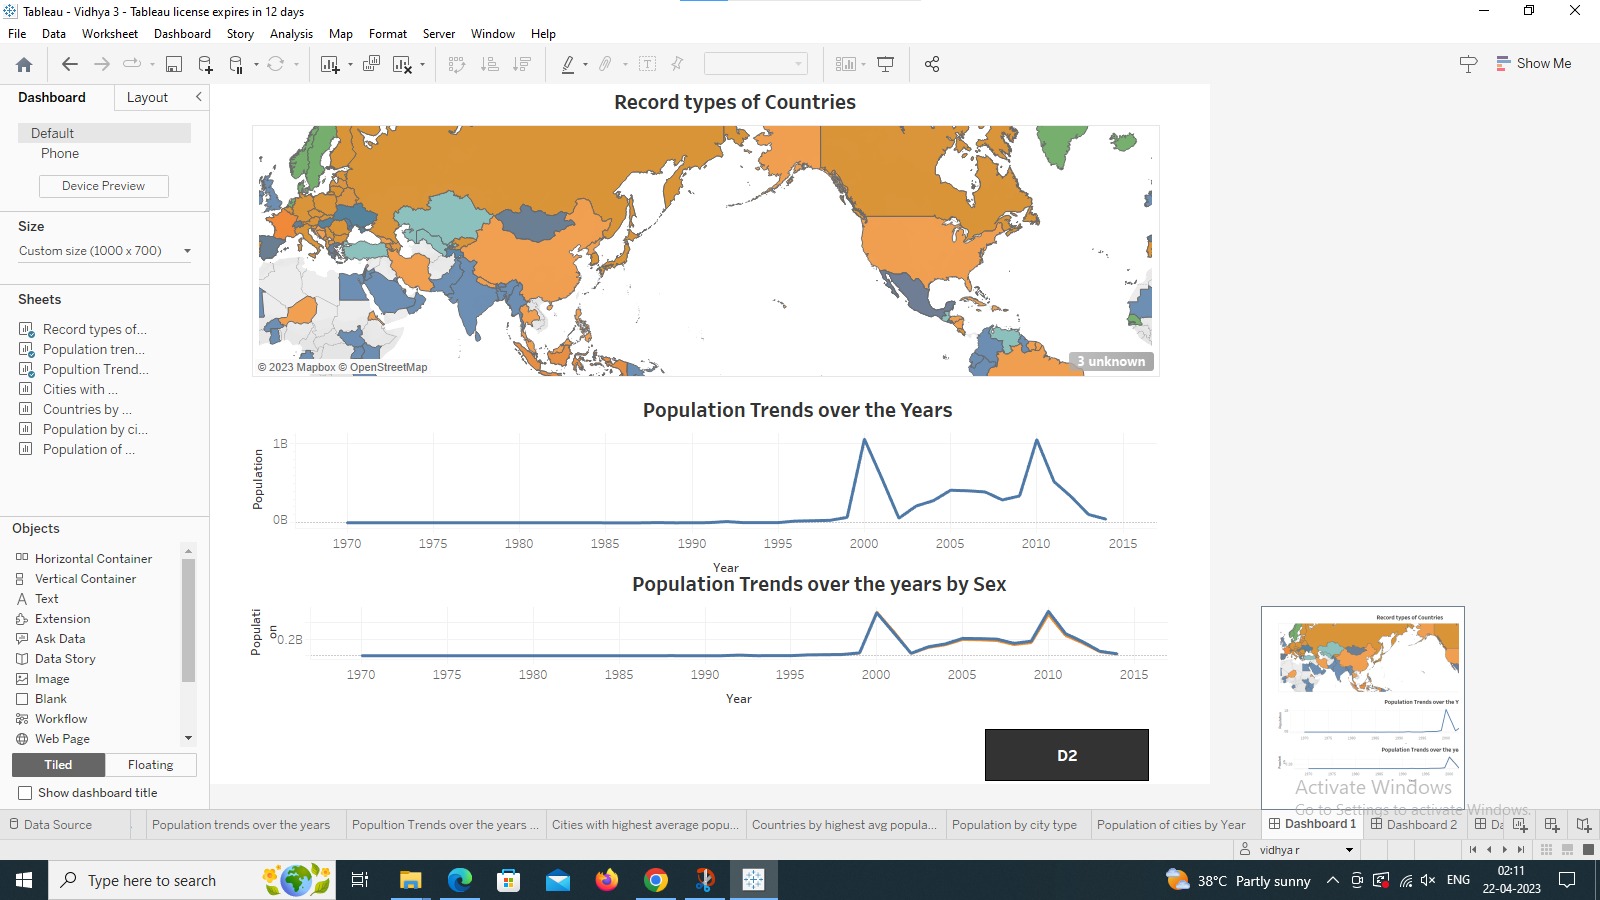 Tableau - Vidhya 3 - Tableau license expires in 12 days
File Data Worksheet Dashboard Story Analysis Map Format Server Window Help
Show Me
Dashboard Layout
Default
Phone
Device Preview
Size
Custom size (1000 x 700)
Sheets
Record types of...
Population tren...
Popultion Trend...
Cities with ...
Countries by ...
Population by ci...
Population of ...
Objects
Horizontal Container
Vertical Container
Text
Extension
Ask Data
Data Story
Image
Blank
Workflow
Web Page
Tiled Floating
Show dashboard title
Record types of Countries
© 2023 Mapbox © OpenStreetMap
3 unknown
Population Trends over the Years
Population
1B
0B
1970 1975 1980 1985 1990 1995 2000 2005 2010 2015
Year
Population Trends over the years by Sex
Populati
on
0.2B
1970 1975 1980 1985 1990 1995 2000 2005 2010 2015
Year
D2
Record types of Countries
Population Trends over the Y
Population Trends over the ye
Activate Windows
Go to Settings to activate Windows.
Data Source Population trends over the years Popultion Trends over the years ... Cities with highest average popu... Countries by highest avg popula... Population by city type Population of cities by Year Dashboard 1 Dashboard 2 Da
vidhya r
Type here to search
38°C Partly sunny
ENG
02:11
22-04-2023